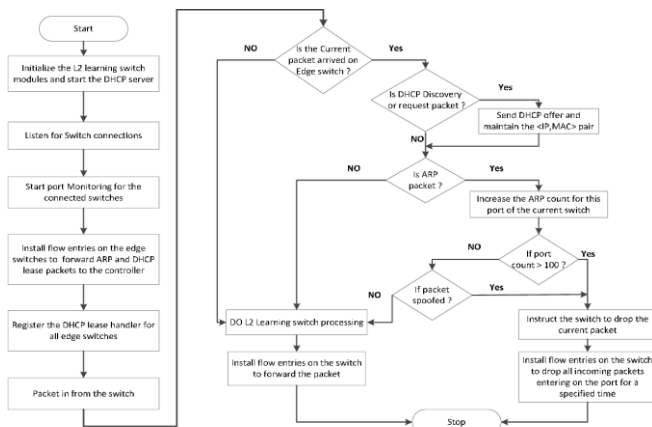 Start
Initialize the L2 learning switch
modules and start the DHCP server
Listen for Switch connections
Start port Monitoring for the
connected switches
Install flow entries on the edge
switches to forward ARP and DHCP
lease packets to the controller
Register the DHCP lease handler for
all edge switches
Packet in from the switch
NO
Is the Current
packet arrived on
Edge switch ?
Yes
Is DHCP Discovery
or request packet ?
Yes
Send DHCP offer and
maintain the <IP,MAC> pair
NO
NO
Is ARP
packet ?
Yes
Increase the ARP count for this
port of the current switch
NO
If port
count > 100 ?
Yes
NO
If packet
spoofed ?
Yes
DO L2 Learning switch processing
Instruct the switch to drop the
current packet
Install flow entries on the switch
to forward the packet
Install flow entries on the switch
to drop all incoming packets
entering on the port for a
specified time
Stop